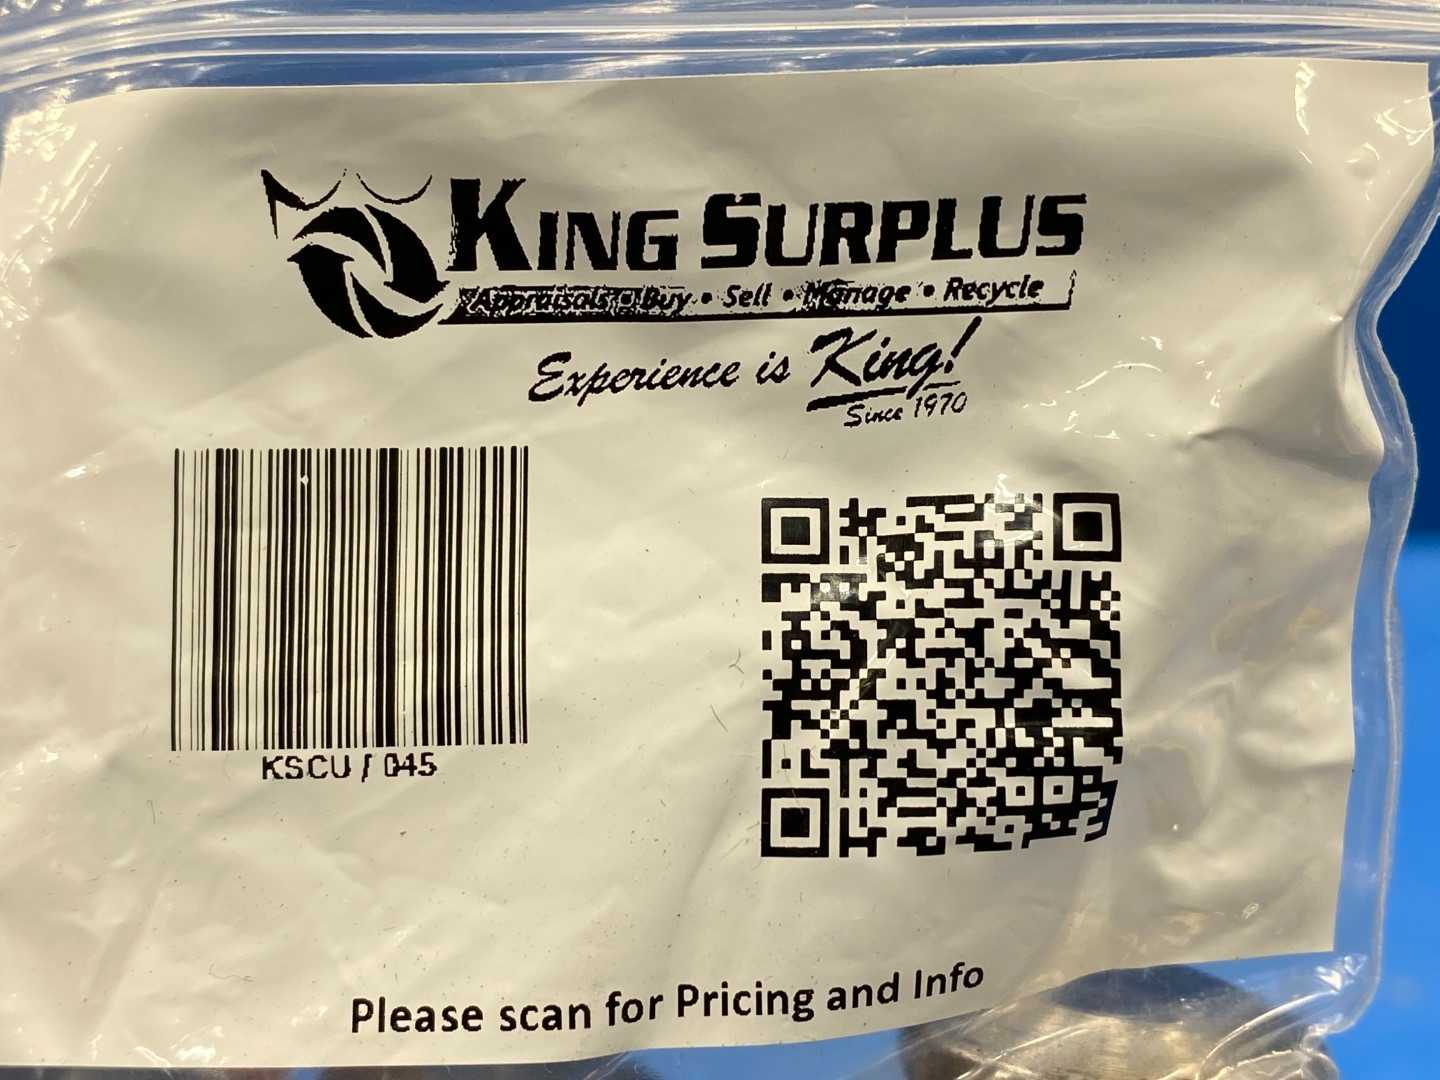 KING SURPLUS
Appraisals • Buy • Sell • Manage • Recycle
Experience is King!
Since 1970
KSCU / 045
Please scan for Pricing and Info